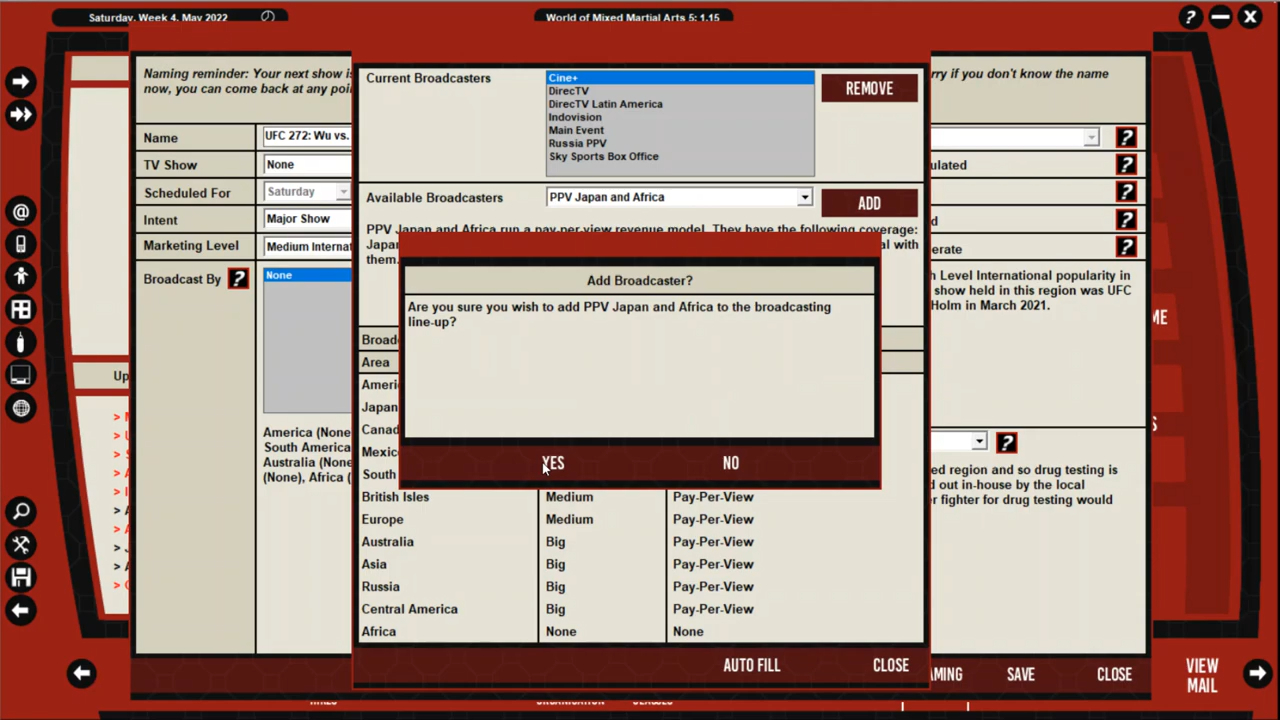 Saturday, Week 4, May 2022
World of Mixed Martial Arts 5: 1.15
Naming reminder: Your next show is
now, you can come back at any poi
rry if you don't know the name
Name
UFC 272: Wu vs.
TV Show
None
ulated
Scheduled For
Saturday
Intent
Major Show
d
Marketing Level
Medium Internat
erate
Broadcast By
None
America (None
South America
Australia (None
(None), Africa (
Current Broadcasters
Cine+
DirecTV
DirecTV Latin America
Indovision
Main Event
Russia PPV
Sky Sports Box Office
REMOVE
Available Broadcasters
PPV Japan and Africa
ADD
PPV Japan and Africa run a pay-per-view revenue model. They have the following coverage:
Japan
al with
them.
Add Broadcaster?
Are you sure you wish to add PPV Japan and Africa to the broadcasting
line-up?
YES
NO
Broad
Area
Ameri
Japan
Canad
Mexic
South
British Isles
Medium
Pay-Per-View
Europe
Medium
Pay-Per-View
Australia
Big
Pay-Per-View
Asia
Big
Pay-Per-View
Russia
Big
Pay-Per-View
Central America
Big
Pay-Per-View
Africa
None
None
AUTO FILL
CLOSE
h Level International popularity in
show held in this region was UFC
Holm in March 2021.
ed region and so drug testing is
d out in-house by the local
r fighter for drug testing would
AMING
SAVE
CLOSE
Up
ME
S
VIEW
MAIL